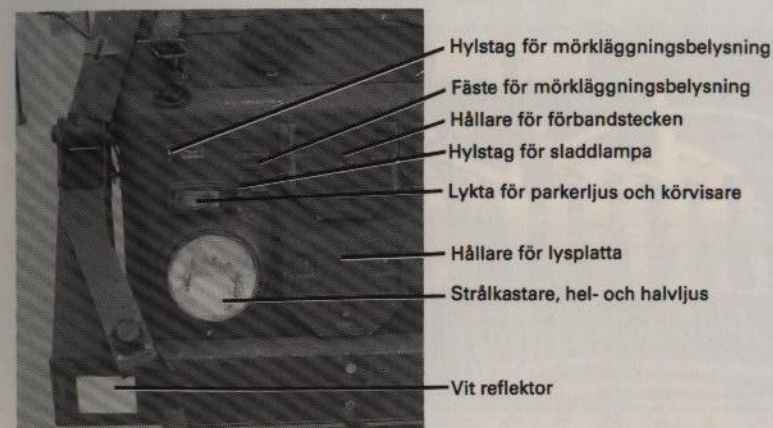 Hylstag för mörkläggningsbelysning
Fäste för mörkläggningsbelysning
Hållare för förbandstecken
Hylstag för sladdlampa
Lykta för parkerljus och körvisare
Hållare för lysplatta
Strålkastare, hel- och halvljus
Vit reflektor